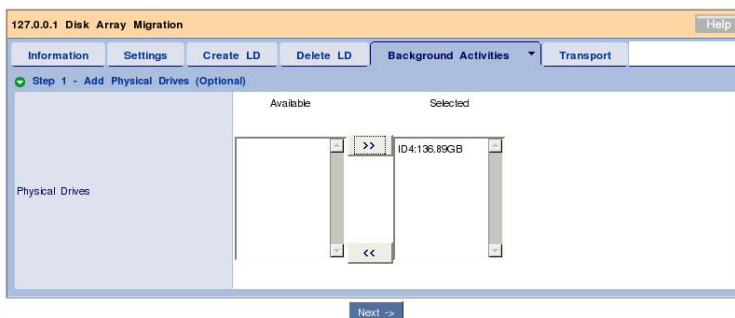 127.0.0.1 Disk Array Migration Help
Information Settings Create LD Delete LD Background Activities Transport
Step 1 - Add Physical Drives (Optional)
Available Selected
>> ID4:136.89GB
Physical Drives
<<
Next ->